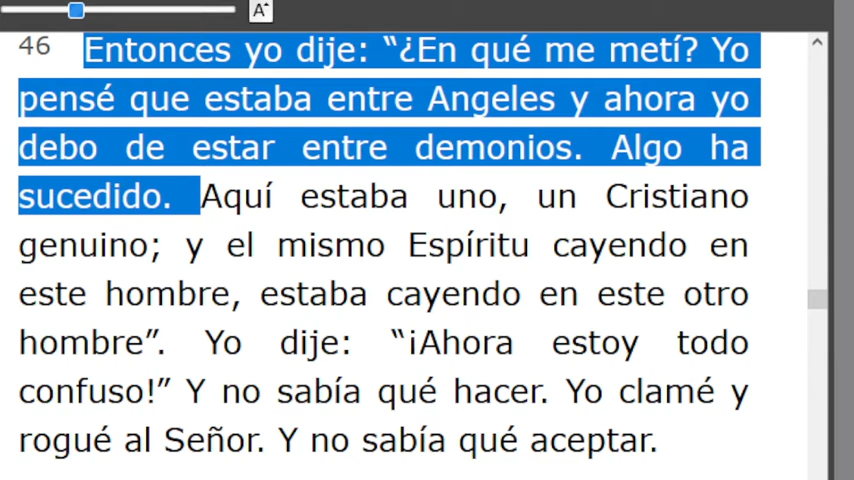 A
46 Entonces yo dije: “¿En qué me metí? Yo
pensé que estaba entre Angeles y ahora yo
debo de estar entre demonios. Algo ha
sucedido. Aquí estaba uno, un Cristiano
genuino; y el mismo Espíritu cayendo en
este hombre, estaba cayendo en este otro
hombre”. Yo dije: “¡Ahora estoy todo
confuso!” Y no sabía qué hacer. Yo clamé y
rogué al Señor. Y no sabía qué aceptar.